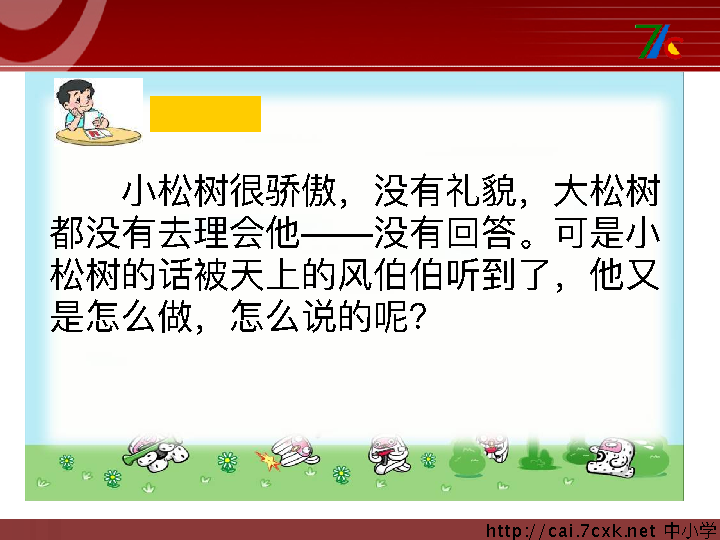 7c
小松树很骄傲，没有礼貌，大松树
都没有去理会他——没有回答。可是小
松树的话被天上的风伯伯听到了，他又
是怎么做，怎么说的呢？
http://cai.7cxk.net 中小学